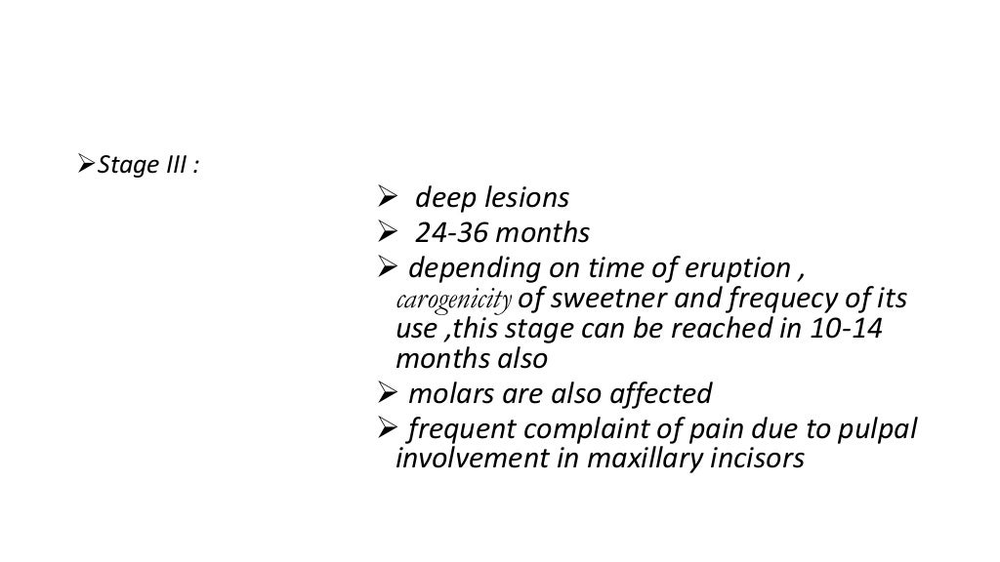 ➢Stage III :
➢ deep lesions
➢ 24-36 months
➢ depending on time of eruption ,
carogenicity of sweetner and frequecy of its
use ,this stage can be reached in 10-14
months also
➢ molars are also affected
➢ frequent complaint of pain due to pulpal
involvement in maxillary incisors